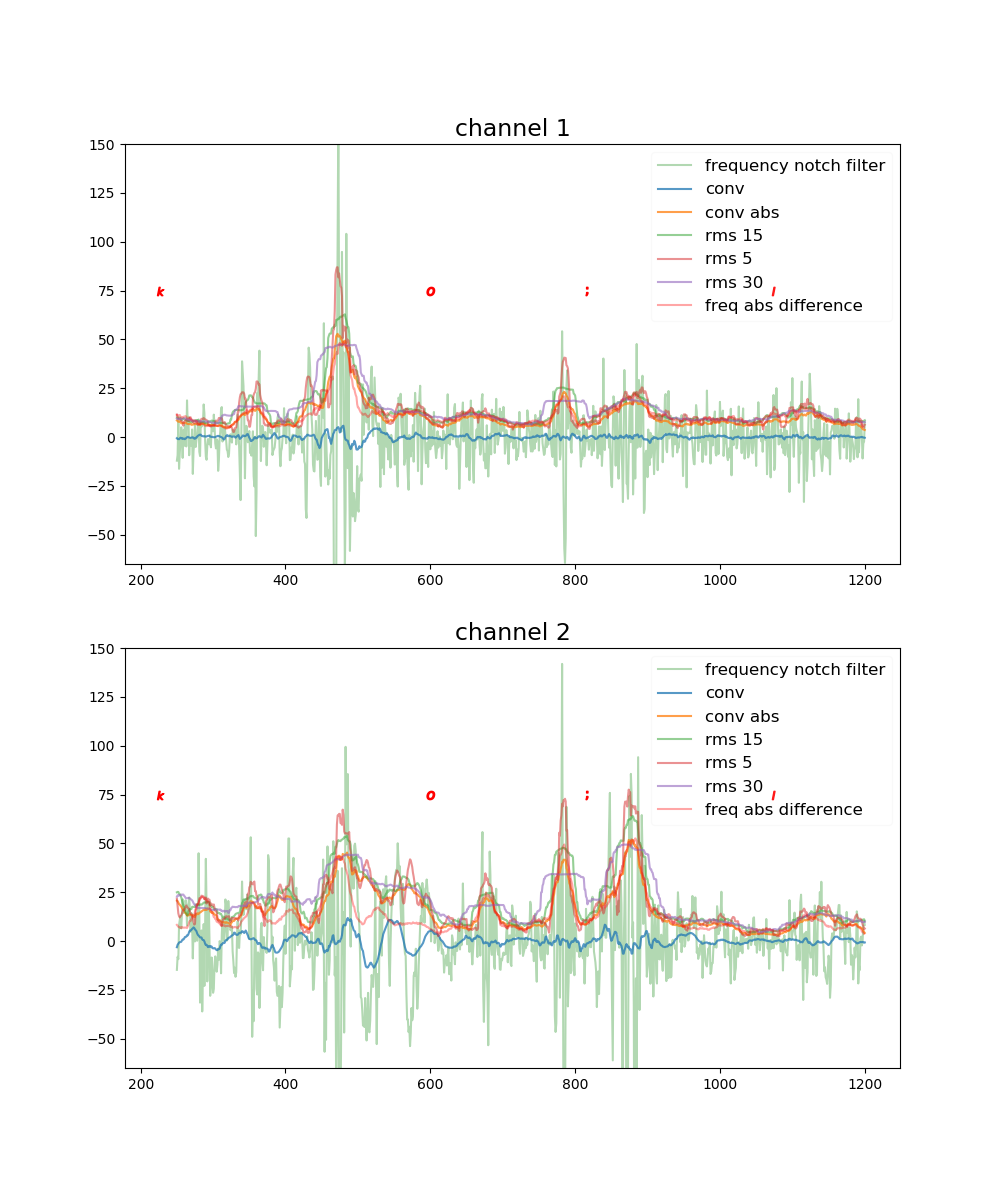 channel 1
150
125
100
75
50
25
0
−25
−50
frequency notch filter
conv
conv abs
rms 15
rms 5
rms 30
freq abs difference
k
o
;
l
200 400 600 800 1000 1200
channel 2
150
125
100
75
50
25
0
−25
−50
frequency notch filter
conv
conv abs
rms 15
rms 5
rms 30
freq abs difference
k
o
;
l
200 400 600 800 1000 1200